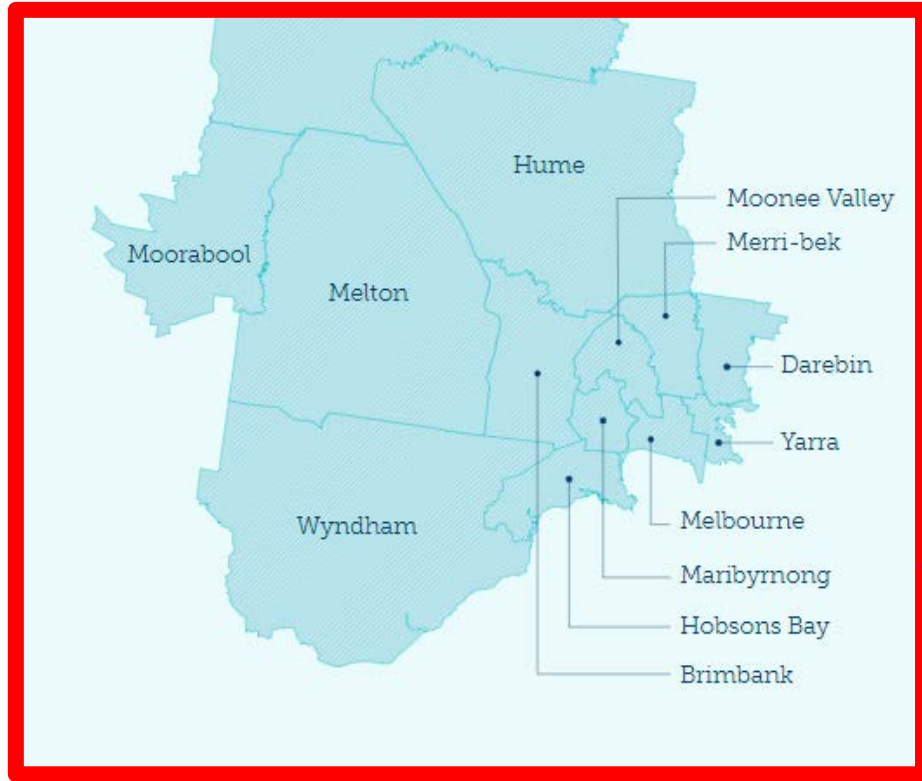 Hume
Moonee Valley
Merri-bek
Moorabool
Melton
Darebin
Yarra
Wyndham
Melbourne
Maribyrnong
Hobsons Bay
Brimbank